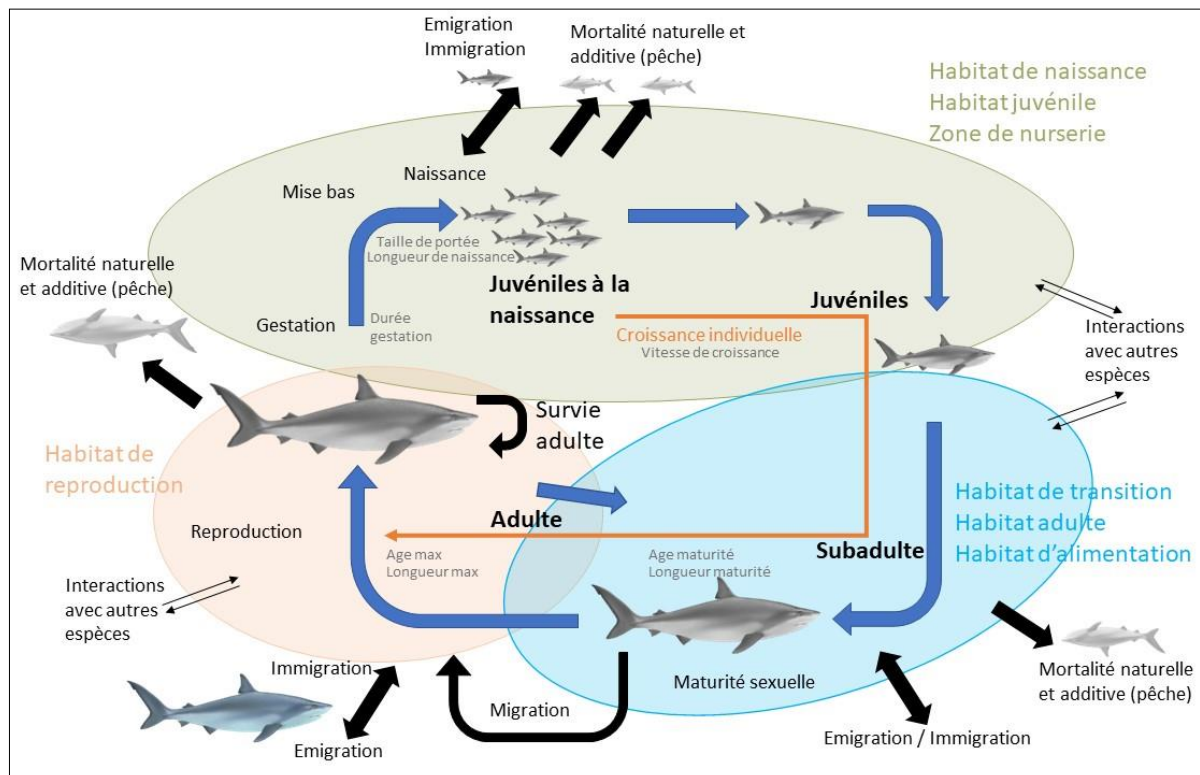 Emigration
Immigration
Mortalité naturelle et
additive (pêche)
Habitat de naissance
Habitat juvénile
Zone de nurserie
Naissance
Mise bas
Taille de portée
Longueur de naissance
Mortalité naturelle
et additive (pêche)
Juvéniles à la
naissance
Juvéniles
Gestation
Durée
gestation
Croissance individuelle
Vitesse de croissance
Interactions
avec autres
espèces
Survie
adulte
Habitat de
reproduction
Habitat de transition
Habitat adulte
Habitat d'alimentation
Adulte
Reproduction
Subadulte
Age max
Longueur max
Age maturité
Longueur maturité
Interactions
avec autres
espèces
Immigration
Maturité sexuelle
Mortalité naturelle
et additive (pêche)
Migration
Emigration
Emigration / Immigration